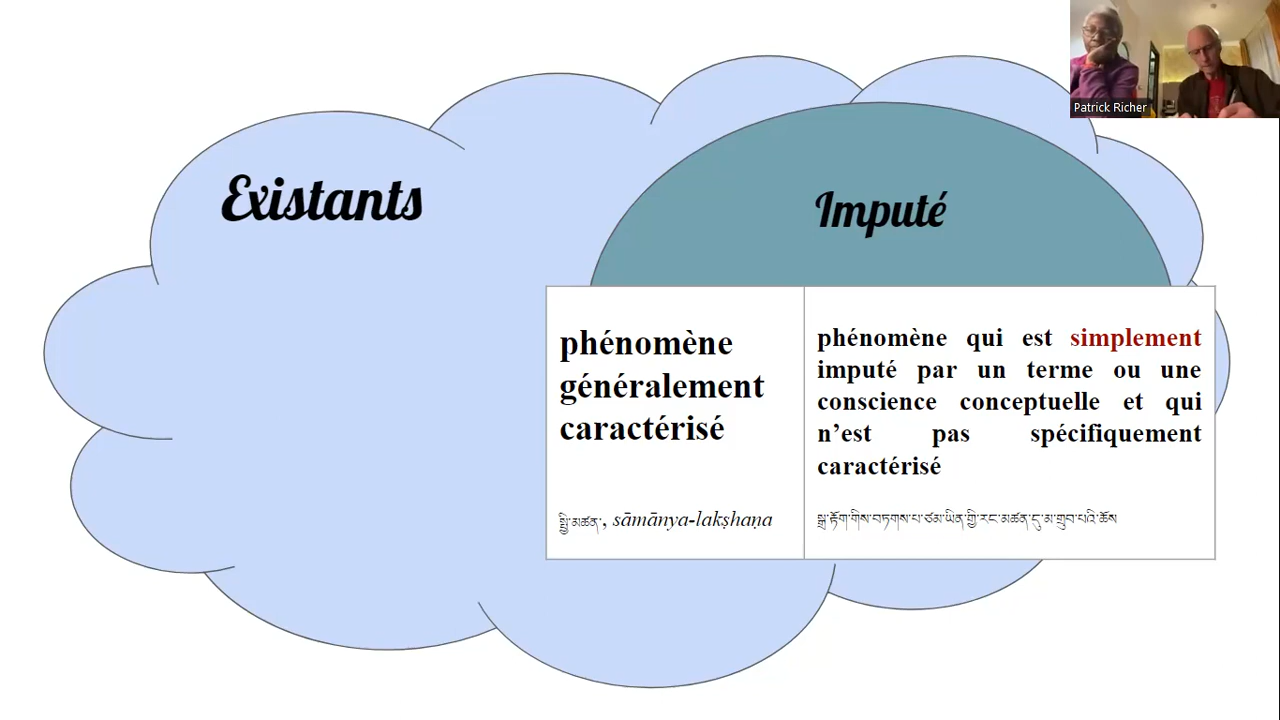 Patrick Richer
Existants
Imputé
phénomène
généralement
caractérisé
སྤྱི་མཚན་, sāmānya-lakṣhaṇa
phénomène qui est simplement
imputé par un terme ou une
conscience conceptuelle et qui
n’est pas spécifiquement
caractérisé
སྒྲ་རྟོག་གིས་བཏགས་པ་ཙམ་ཡིན་གྱི་རང་མཚན་དུ་མ་གྲུབ་པའི་ཆོས